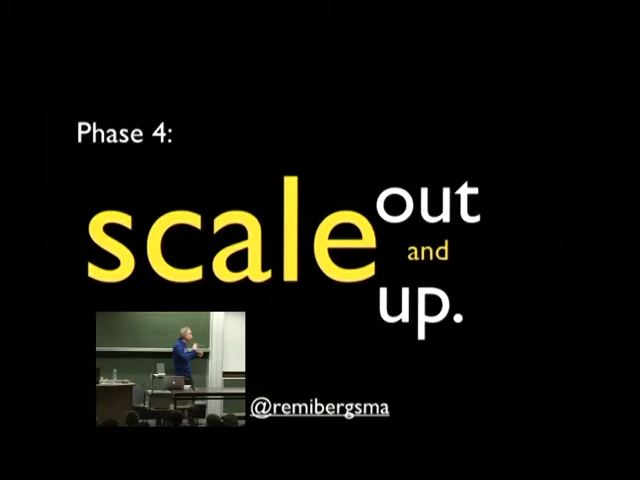 Phase 4:
scale
out
and
up.
@remibergsma